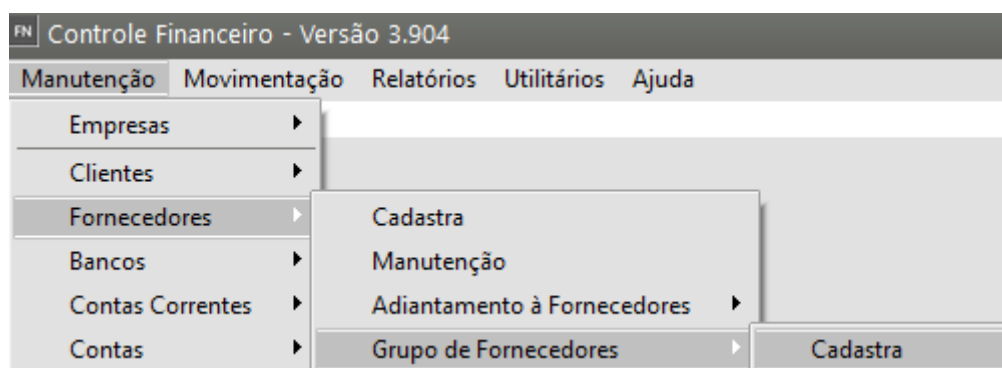 FN Controle Financeiro - Versão 3.904
Manutenção Movimentação Relatórios Utilitários Ajuda
Empresas
Clientes
Fornecedores Cadastra
Bancos Manutenção
Contas Correntes Adiantamento à Fornecedores
Contas Grupo de Fornecedores Cadastra